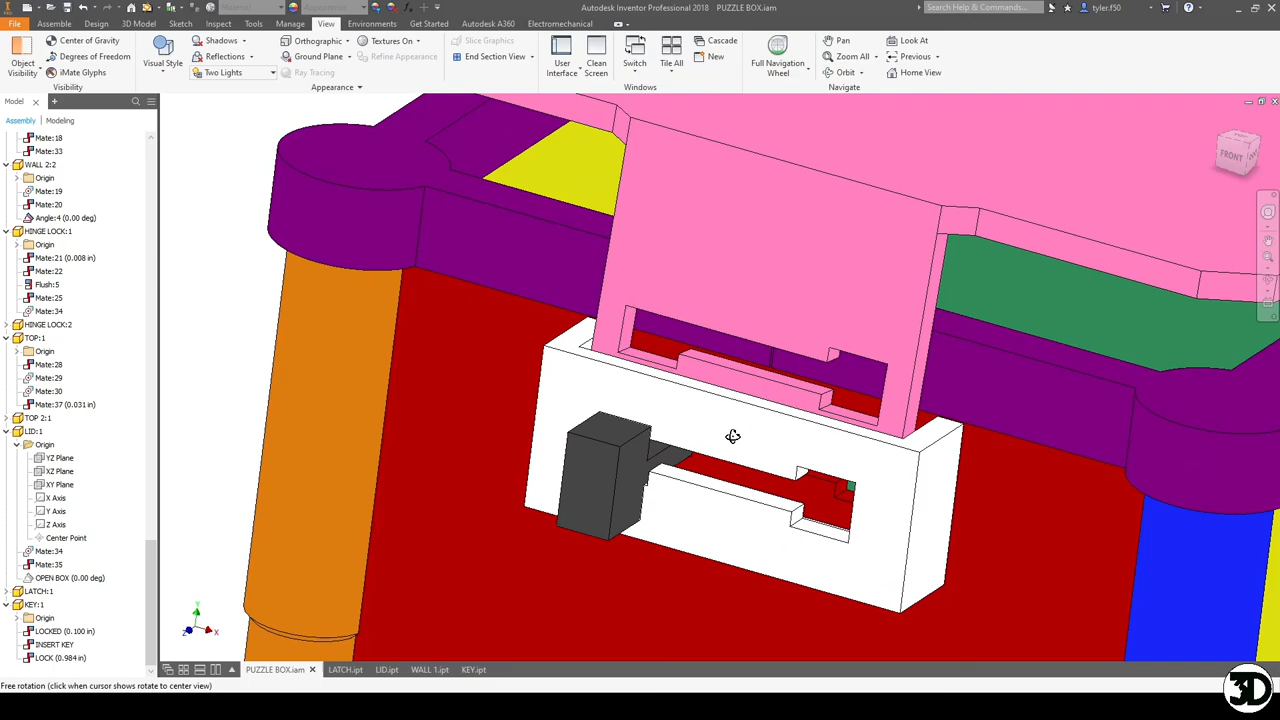 Autodesk Inventor Professional 2018 PUZZLE BOX.iam
Search Help & Commands...
tyler.f50
File Assembly Design 3D Model Sketch Inspect Tools Manage View Environments Get Started Autodesk A360 Electromechanical
Object Visibility
Center of Gravity
Degrees of Freedom
iMate Glyphs
Visibility
Visual Style
Shadows
Reflections
Two Lights
Orthographic
Ground Plane
Ray Tracing
Textures On
Refine Appearance
Appearance
Slice Graphics
End Section View
User Interface
Clean Screen
Switch
Tile All
Cascade
New
Windows
Full Navigation Wheel
Pan
Zoom All
Orbit
Look At
Previous
Home View
Navigate
Model
Assembly Modeling
Mate:18
Mate:33
WALL 2:2
Origin
Mate:19
Mate:20
Angle:4 (0.00 deg)
HINGE LOCK:1
Origin
Mate:21 (0.008 in)
Mate:22
Flush:5
Mate:25
Mate:34
HINGE LOCK:2
TOP:1
Origin
Mate:28
Mate:29
Mate:30
Mate:37 (0.031 in)
TOP 2:1
LID:1
Origin
YZ Plane
XZ Plane
XY Plane
X Axis
Y Axis
Z Axis
Center Point
Mate:34
Mate:35
OPEN BOX (0.00 deg)
LATCH:1
KEY:1
Origin
LOCKED (0.100 in)
INSERT KEY
LOCK (0.984 in)
FRONT
Y
Z X
PUZZLE BOX.iam LATCH.ipt LID.ipt WALL 1.ipt KEY.ipt
Free rotation (click when cursor shows rotate to center view)
3D